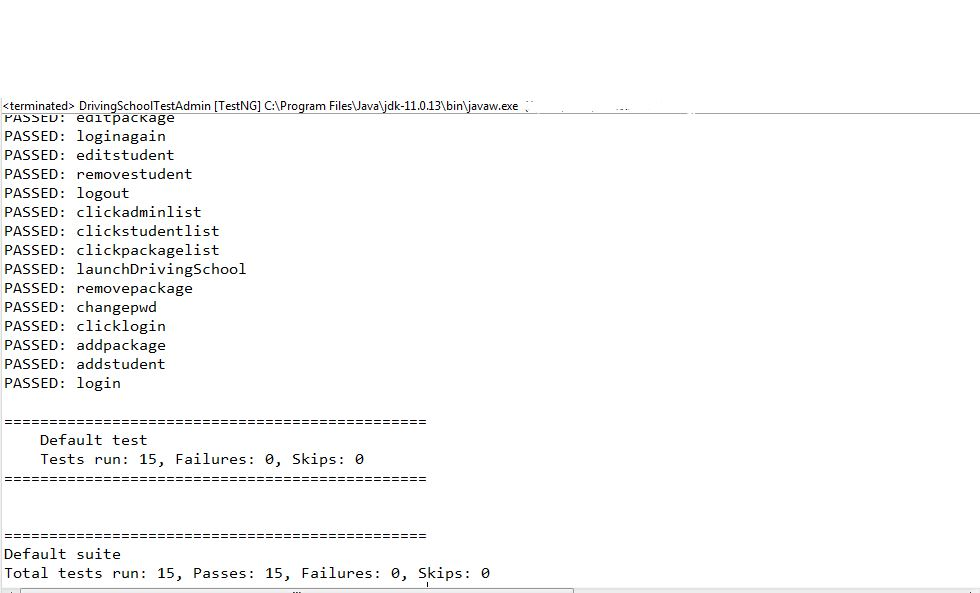 <terminated> DrivingSchoolTestAdmin [TestNG] C:\Program Files\Java\jdk-11.0.13\bin\javaw.exe
PASSED: editpackage
PASSED: loginagain
PASSED: editstudent
PASSED: removestudent
PASSED: logout
PASSED: clickadminlist
PASSED: clickstudentlist
PASSED: clickpackagelist
PASSED: launchDrivingSchool
PASSED: removepackage
PASSED: changepwd
PASSED: clicklogin
PASSED: addpackage
PASSED: addstudent
PASSED: login
===============================================
Default test
Tests run: 15, Failures: 0, Skips: 0
===============================================
===============================================
Default suite
Total tests run: 15, Passes: 15, Failures: 0, Skips: 0